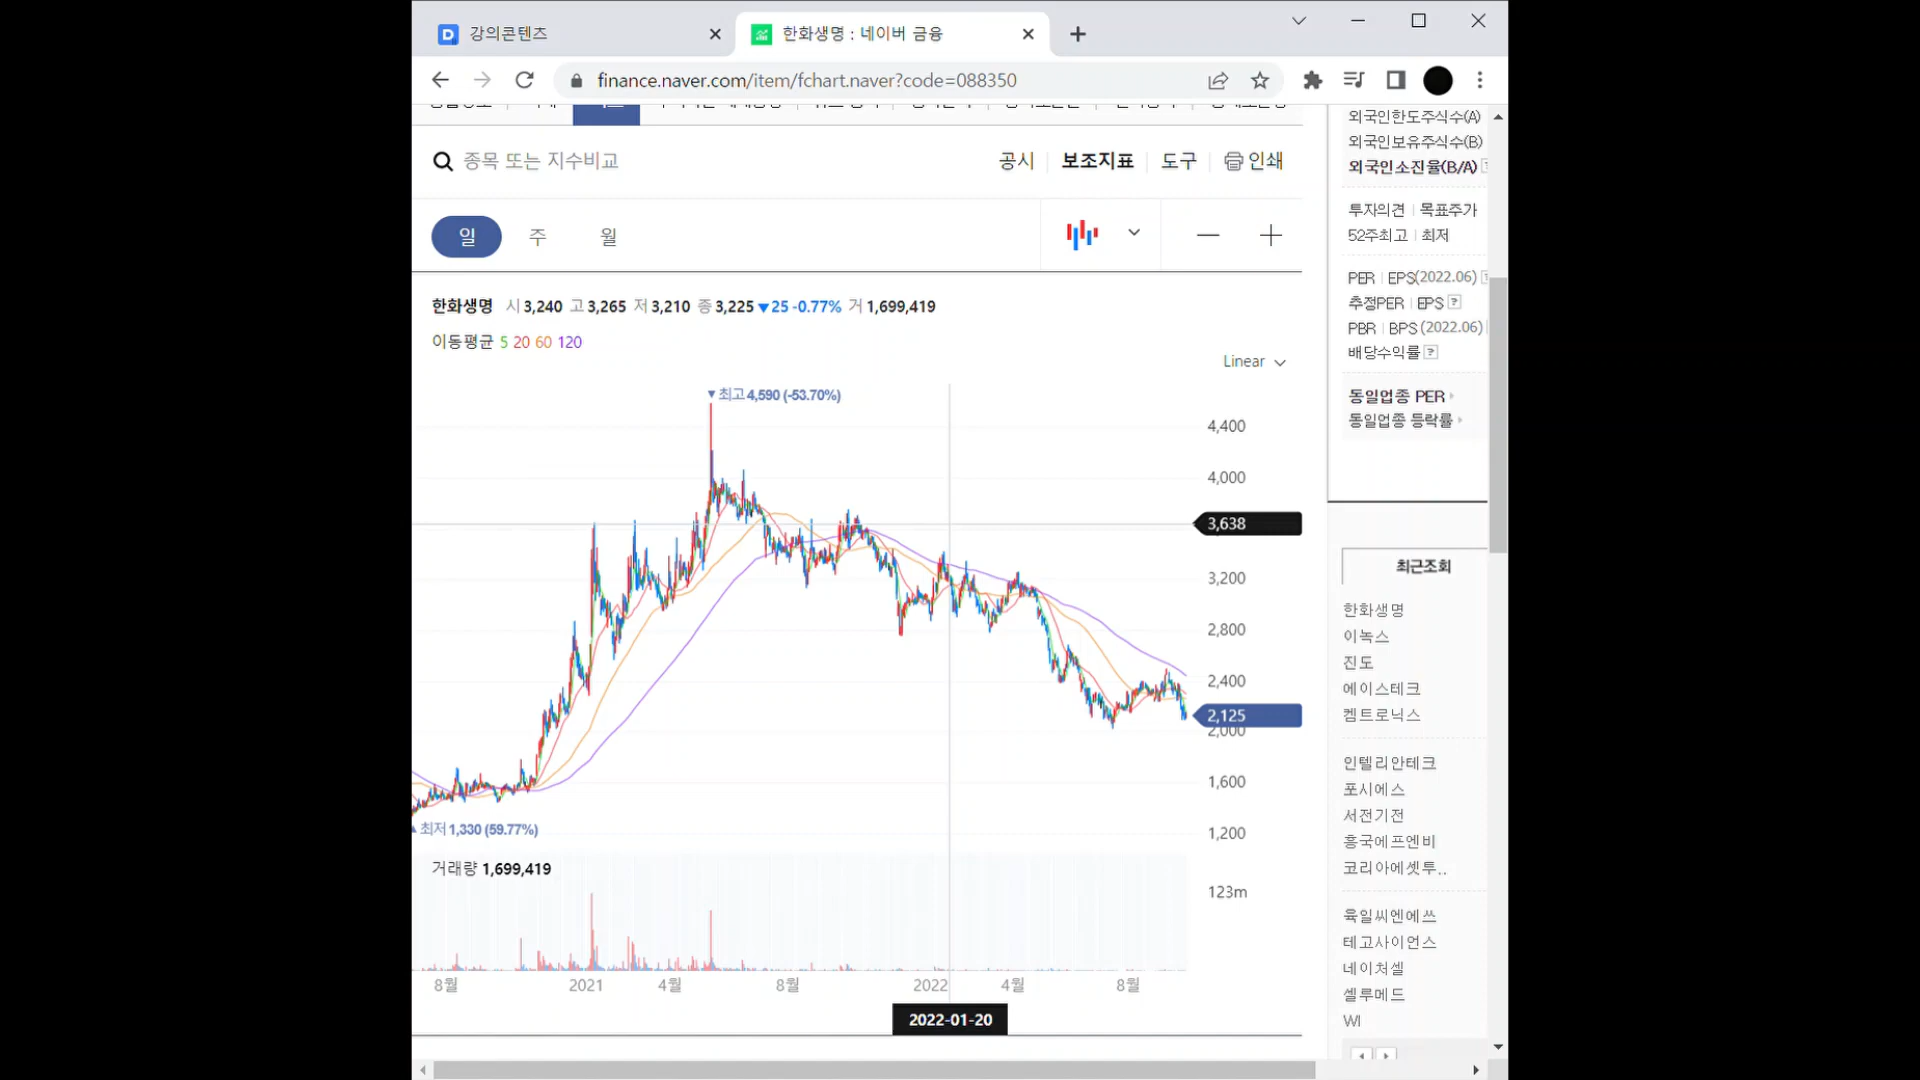 강의콘텐츠
한화생명 : 네이버 금융
finance.naver.com/item/fchart.naver?code=088350
종목 또는 지수비교
공시 보조지표 도구 인쇄
일 주 월
한화생명 시 3,240 고 3,265 저 3,210 종 3,225 ▼25 -0.77% 거 1,699,419
이동평균 5 20 60 120
Linear
▼최고 4,590 (-53.70%)
4,400
4,000
3,638
3,200
2,800
2,400
2,125
2,000
1,600
1,200
▲최저 1,330 (59.77%)
거래량 1,699,419
123m
8월 2021 4월 8월 2022 4월 8월
2022-01-20
외국인한도주식수(A)
외국인보유주식수(B)
외국인소진율(B/A) ?
투자의견 | 목표주가
52주최고 | 최저
PER | EPS(2022.06) ?
추정PER | EPS ?
PBR | BPS (2022.06)
배당수익률 ?
동일업종 PER
동일업종 등락률
최근조회
한화생명
이녹스
진도
에이스테크
켐트로닉스
인텔리안테크
포시에스
서전기전
흥국에프엔비
코리아에셋투..
육일씨엔에쓰
테고사이언스
네이처셀
셀루메드
WI